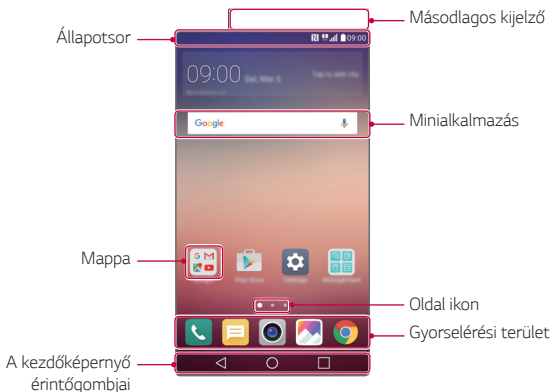 Másodlagos kijelző
Állapotsor
09:00
09:00 Sat, Mar 5
Tap to add city
Google
Minialkalmazás
Mappa
Play Store
Settings
Management
Oldal ikon
Gyorselérési terület
A kezdőképernyő
érintőgombjai